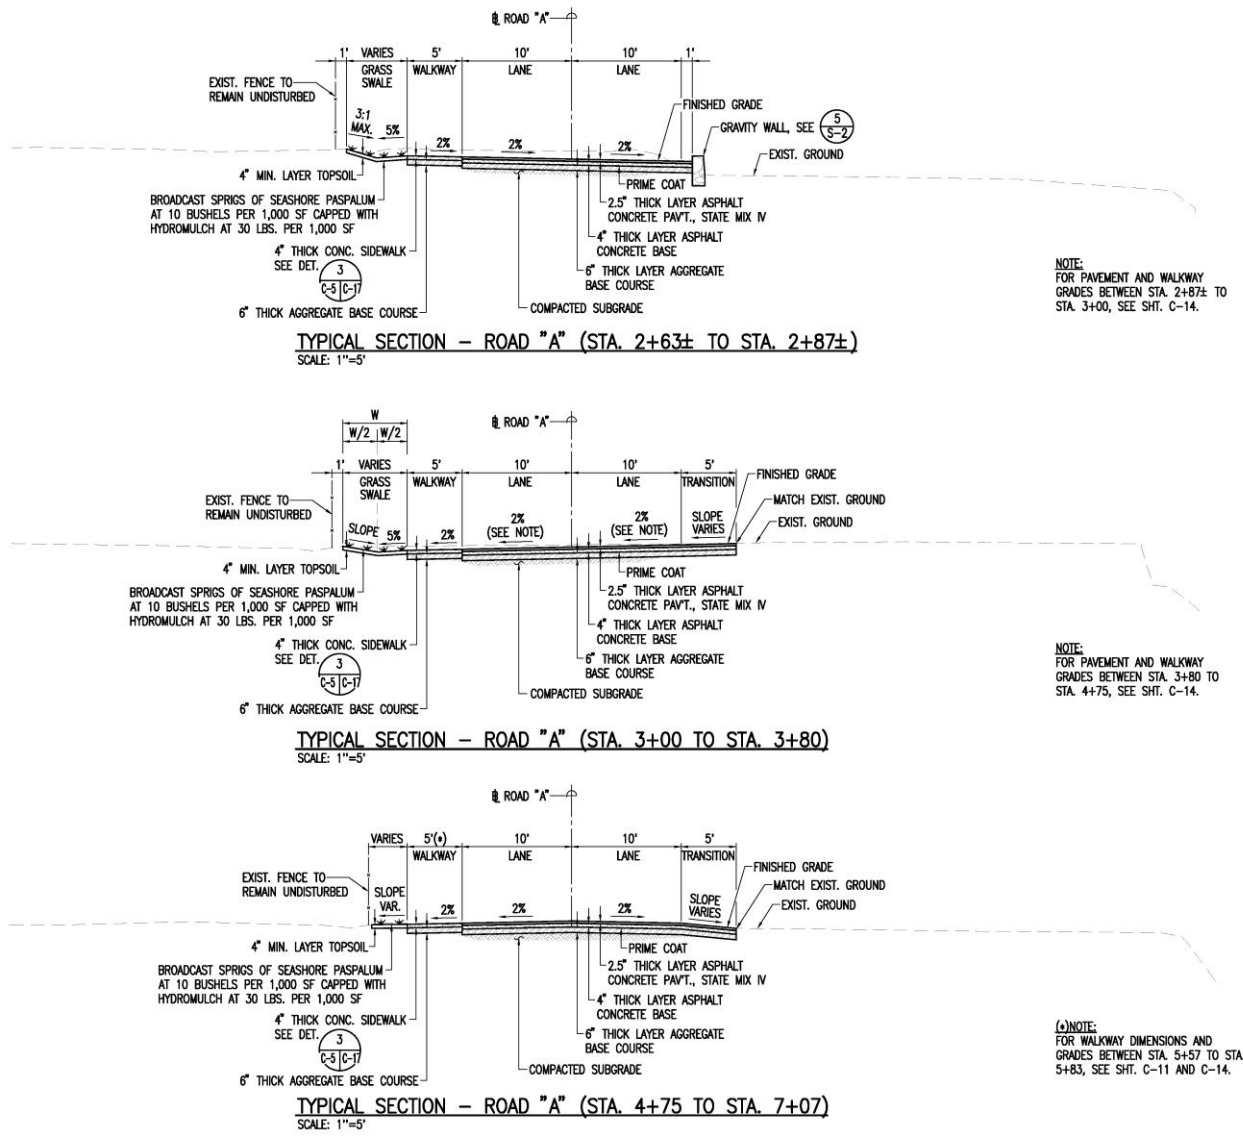 ℄ ROAD "A"
1' VARIES 5' 10' 10' 1'
GRASS WALKWAY LANE LANE
SWALE
EXIST. FENCE TO
REMAIN UNDISTURBED
3:1
MAX. 5% 2% 2% 2%
FINISHED GRADE
GRAVITY WALL, SEE 5
S-2
EXIST. GROUND
4" MIN. LAYER TOPSOIL
PRIME COAT
BROADCAST SPRIGS OF SEASHORE PASPALUM
AT 10 BUSHELS PER 1,000 SF CAPPED WITH
HYDROMULCH AT 30 LBS. PER 1,000 SF
2.5" THICK LAYER ASPHALT
CONCRETE PAV'T., STATE MIX IV
4" THICK LAYER ASPHALT
CONCRETE BASE
4" THICK CONC. SIDEWALK
SEE DET. 3
C-5 C-17
6" THICK LAYER AGGREGATE
BASE COURSE
6" THICK AGGREGATE BASE COURSE
COMPACTED SUBGRADE
NOTE:
FOR PAVEMENT AND WALKWAY
GRADES BETWEEN STA. 2+87± TO
STA. 3+00, SEE SHT. C-14.
TYPICAL SECTION - ROAD "A" (STA. 2+63± TO STA. 2+87±)
SCALE: 1"=5'
W
W/2 W/2
℄ ROAD "A"
1' VARIES 5' 10' 10' 5'
GRASS WALKWAY LANE LANE TRANSITION
SWALE
FINISHED GRADE
EXIST. FENCE TO
REMAIN UNDISTURBED
MATCH EXIST. GROUND
EXIST. GROUND
SLOPE 5% 2%
2%
(SEE NOTE)
2%
(SEE NOTE)
SLOPE
VARIES
4" MIN. LAYER TOPSOIL
PRIME COAT
BROADCAST SPRIGS OF SEASHORE PASPALUM
AT 10 BUSHELS PER 1,000 SF CAPPED WITH
HYDROMULCH AT 30 LBS. PER 1,000 SF
2.5" THICK LAYER ASPHALT
CONCRETE PAV'T., STATE MIX IV
4" THICK LAYER ASPHALT
CONCRETE BASE
4" THICK CONC. SIDEWALK
SEE DET. 3
C-5 C-17
6" THICK LAYER AGGREGATE
BASE COURSE
6" THICK AGGREGATE BASE COURSE
COMPACTED SUBGRADE
NOTE:
FOR PAVEMENT AND WALKWAY
GRADES BETWEEN STA. 3+80 TO
STA. 4+75, SEE SHT. C-14.
TYPICAL SECTION - ROAD "A" (STA. 3+00 TO STA. 3+80)
SCALE: 1"=5'
℄ ROAD "A"
VARIES 5'(*) 10' 10' 5'
WALKWAY LANE LANE TRANSITION
EXIST. FENCE TO
REMAIN UNDISTURBED
FINISHED GRADE
MATCH EXIST. GROUND
EXIST. GROUND
SLOPE
VAR. 2% 2% 2%
SLOPE
VARIES
4" MIN. LAYER TOPSOIL
PRIME COAT
BROADCAST SPRIGS OF SEASHORE PASPALUM
AT 10 BUSHELS PER 1,000 SF CAPPED WITH
HYDROMULCH AT 30 LBS. PER 1,000 SF
2.5" THICK LAYER ASPHALT
CONCRETE PAV'T., STATE MIX IV
4" THICK LAYER ASPHALT
CONCRETE BASE
4" THICK CONC. SIDEWALK
SEE DET. 3
C-5 C-17
6" THICK LAYER AGGREGATE
BASE COURSE
6" THICK AGGREGATE BASE COURSE
COMPACTED SUBGRADE
(*)NOTE:
FOR WALKWAY DIMENSIONS AND
GRADES BETWEEN STA. 5+57 TO STA
5+83, SEE SHT. C-11 AND C-14.
TYPICAL SECTION - ROAD "A" (STA. 4+75 TO STA. 7+07)
SCALE: 1"=5'